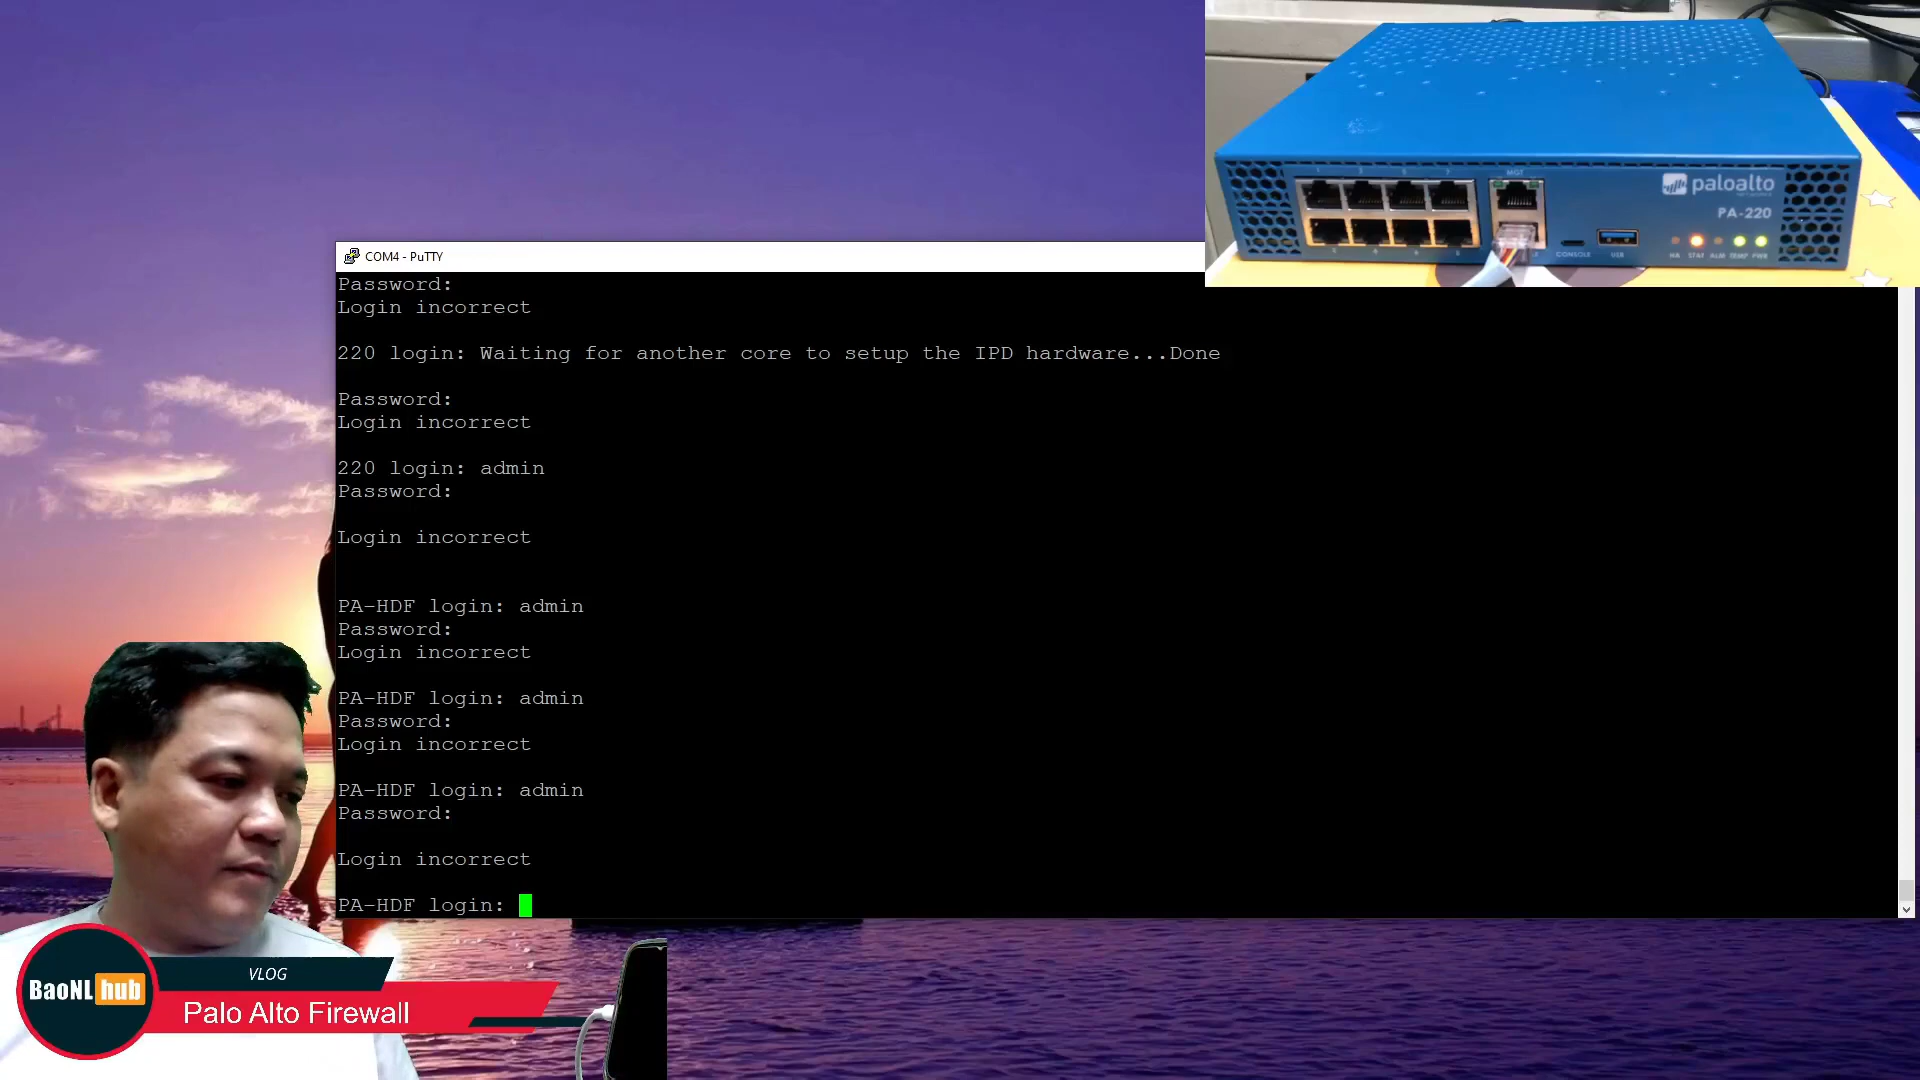 COM4 - PuTTY
Password:
Login incorrect
220 login: Waiting for another core to setup the IPD hardware...Done
Password:
Login incorrect
220 login: admin
Password:
Login incorrect
PA-HDF login: admin
Password:
Login incorrect
PA-HDF login: admin
Password:
Login incorrect
PA-HDF login: admin
Password:
Login incorrect
PA-HDF login:
MGT
paloalto
NETWORKS
PA-220
CONSOLE
USB
HA STAT ALM TEMP PWR
BaoNL hub
VLOG
Palo Alto Firewall